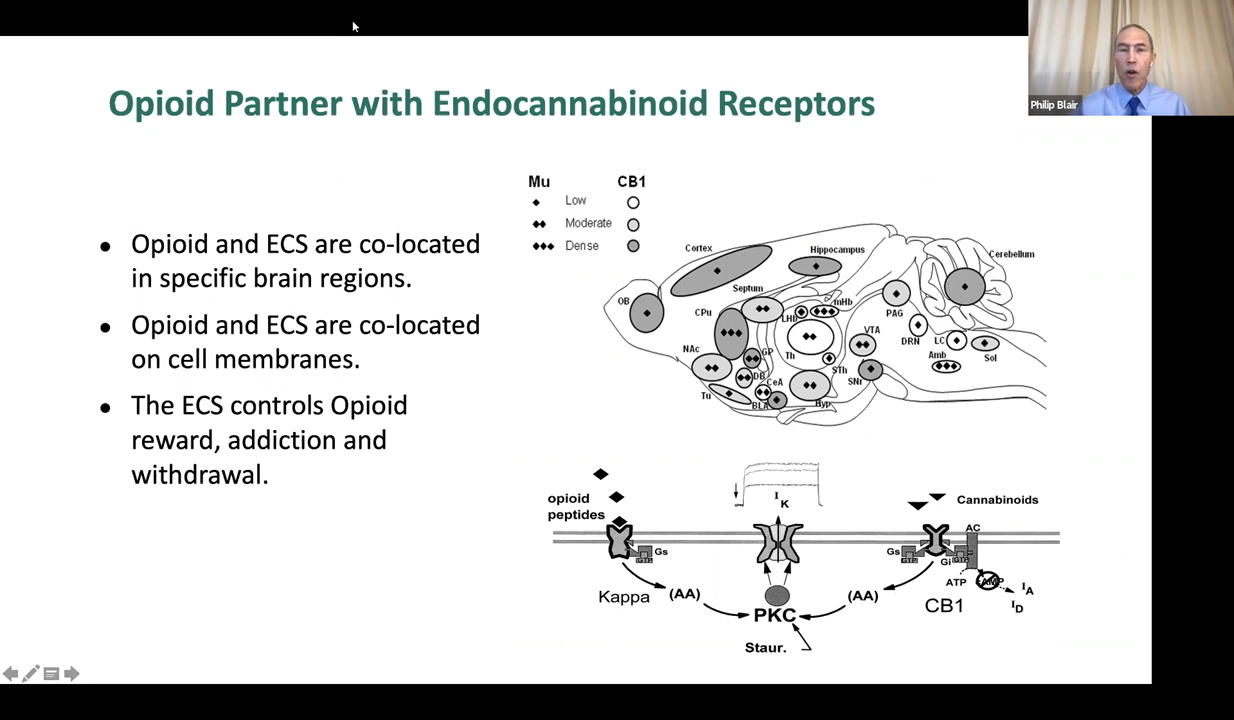 Philip Blair
Opioid Partner with Endocannabinoid Receptors
● Opioid and ECS are co-located
in specific brain regions.
● Opioid and ECS are co-located
on cell membranes.
● The ECS controls Opioid
reward, addiction and
withdrawal.
Mu CB1
Low
Moderate
Dense
Cortex
Hippocampus
Cerebellum
OB
Septum
CPu
LHb
mHb
PAG
VTA
DRN
LC
Sol
NAc
GP
Th
STh
Amb
DB
CeA
SNr
Tu
BLA
Hyp
opioid
peptides
I K
Cannabinoids
AC
Gs
Gs
Gi
ATP
cAMP
I A
I D
Kappa
(AA)
(AA)
CB1
PKC
Staur.